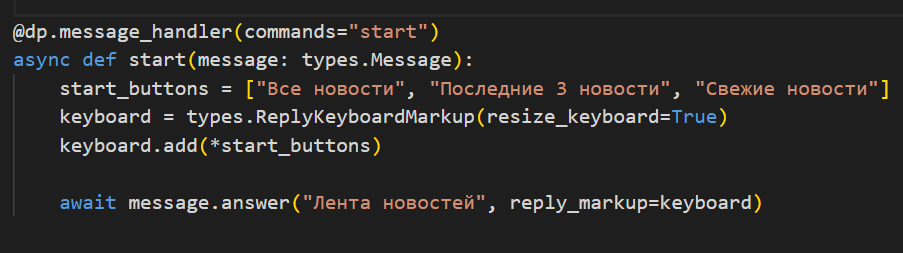 @dp.message_handler(commands="start")
async def start(message: types.Message):
    start_buttons = ["Все новости", "Последние 3 новости", "Свежие новости"]
    keyboard = types.ReplyKeyboardMarkup(resize_keyboard=True)
    keyboard.add(*start_buttons)
    await message.answer("Лента новостей", reply_markup=keyboard)